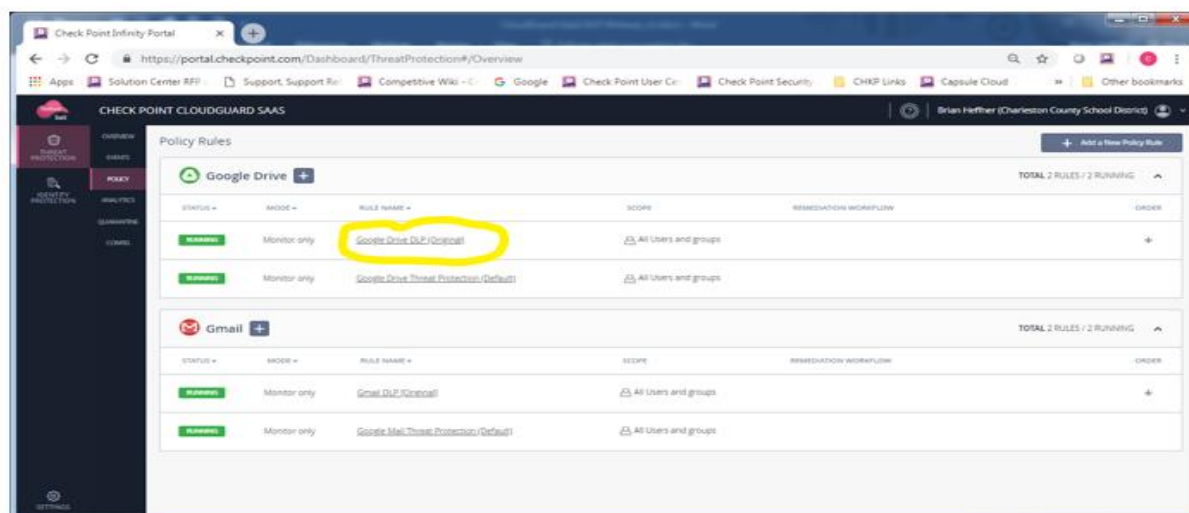 Check Point Infinity Portal
https://portal.checkpoint.com/Dashboard/ThreatProtection#/Overview
Apps Solution Center RFP Support, Support Re Competitive Wiki - C Google Check Point User Cen Check Point Security CHKP Links Capsule Cloud » Other bookmarks
CHECK POINT CLOUDGUARD SAAS Brian Heffner (Charleston County School District)
THREAT PROTECTION
IDENTITY PROTECTION
SETTINGS
OVERVIEW
EVENTS
POLICY
ANALYTICS
QUARANTINE
CONFIG
Policy Rules + Add a New Policy Rule
Google Drive + TOTAL 2 RULES / 2 RUNNING
STATUS MODE RULE NAME SCOPE REMEDIATION WORKFLOW ORDER
RUNNING Monitor only Google Drive DLP (Original) All Users and groups
RUNNING Monitor only Google Drive Threat Protection (Default) All Users and groups
Gmail + TOTAL 2 RULES / 2 RUNNING
STATUS MODE RULE NAME SCOPE REMEDIATION WORKFLOW ORDER
RUNNING Monitor only Gmail DLP (Original) All Users and groups
RUNNING Monitor only Google Mail Threat Protection (Default) All Users and groups